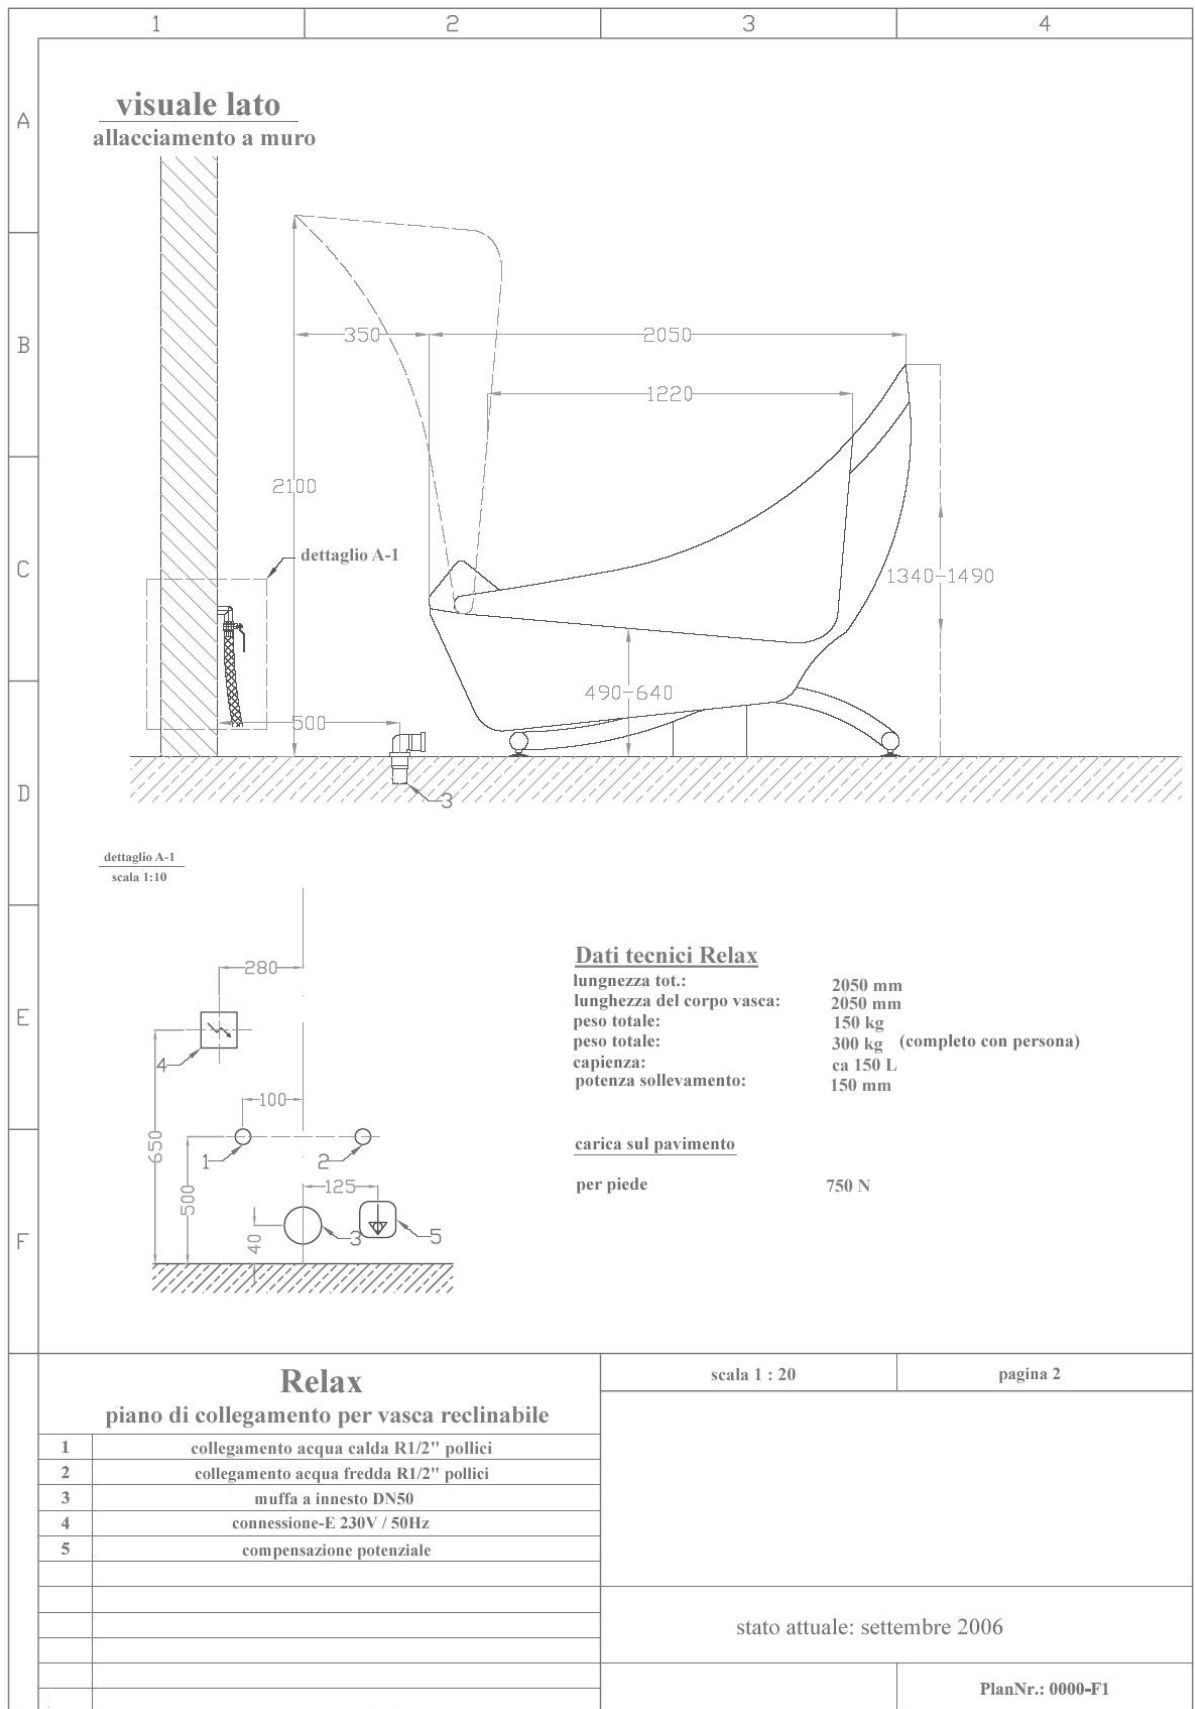 1 2 3 4
A
B
C
D
E
F
visuale lato
allacciamento a muro
350
2050
1220
2100
dettaglio A-1
1340-1490
490-640
500
3
dettaglio A-1
scala 1:10
280
4
100
650
1
2
500
125
40
3
5
Dati tecnici Relax
lungnezza tot.: 2050 mm
lunghezza del corpo vasca: 2050 mm
peso totale: 150 kg
peso totale: 300 kg (completo con persona)
capienza: ca 150 L
potenza sollevamento: 150 mm
carica sul pavimento
per piede 750 N
Relax
piano di collegamento per vasca reclinabile
1 collegamento acqua calda R1/2" pollici
2 collegamento acqua fredda R1/2" pollici
3 muffa a innesto DN50
4 connessione-E 230V / 50Hz
5 compensazione potenziale
scala 1 : 20
pagina 2
stato attuale: settembre 2006
PlanNr.: 0000-F1